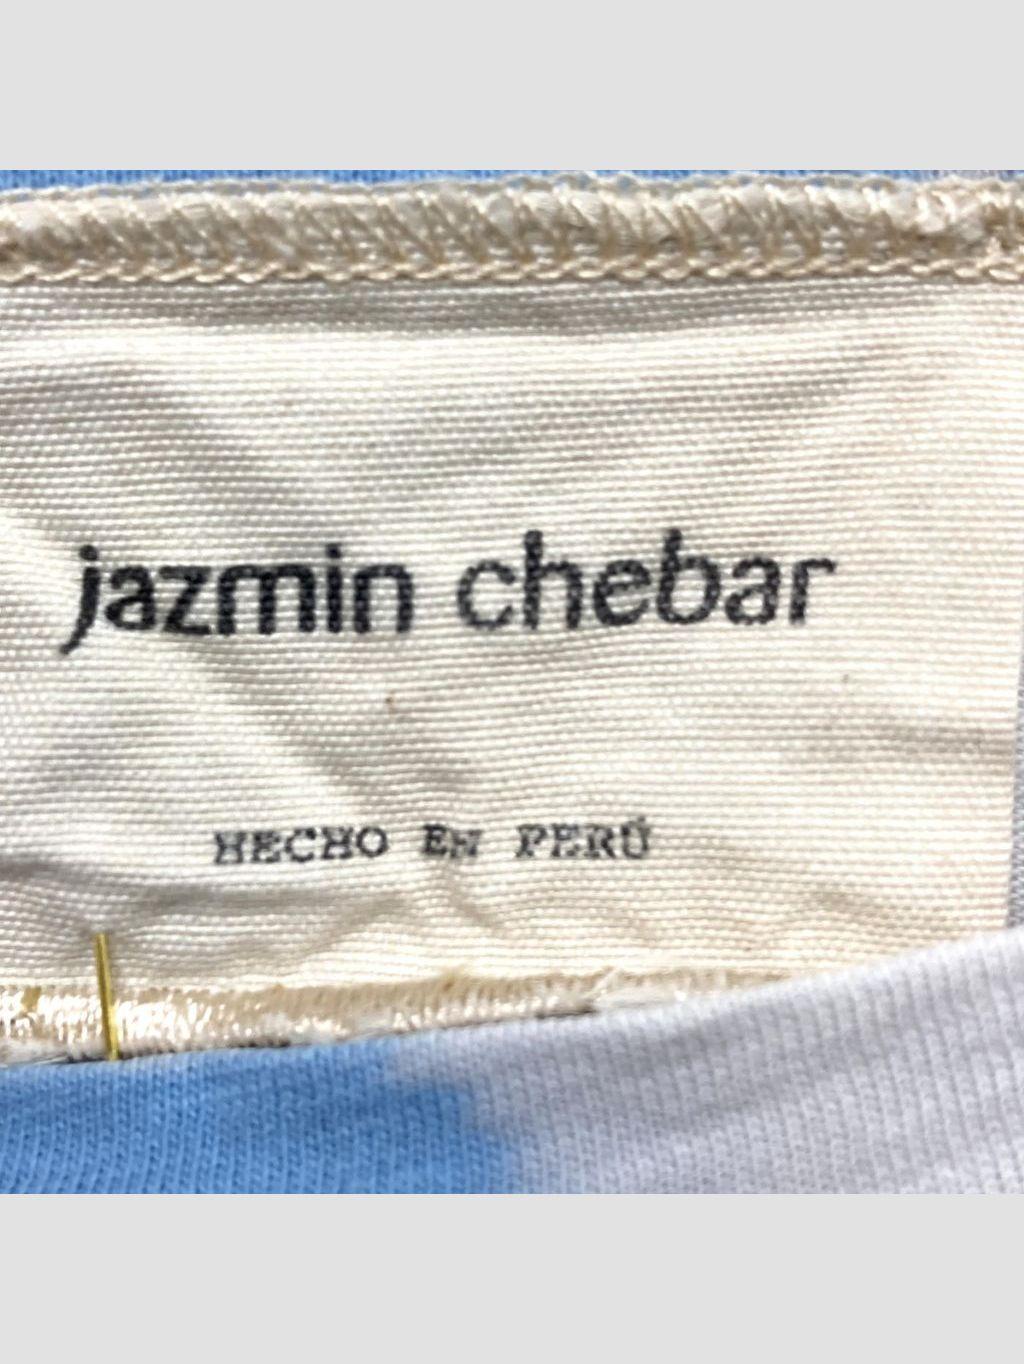 jazmin chebar
HECHO EN PERÚ